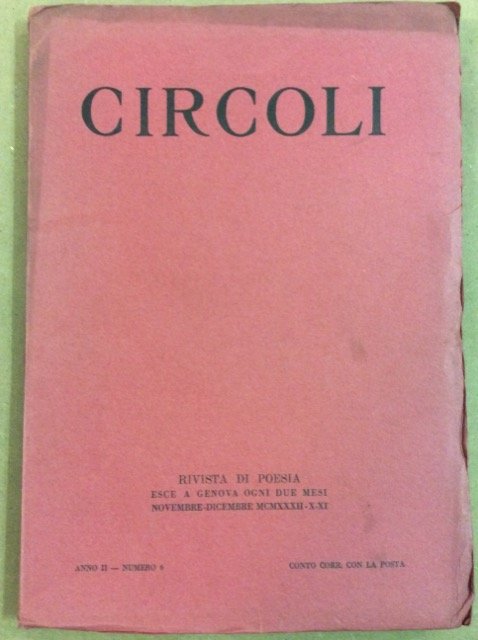 CIRCOLI
RIVISTA DI POESIA
ESCE A GENOVA OGNI DUE MESI
NOVEMBRE-DICEMBRE MCMXXXII-X-XI
ANNO II — NUMERO 6
CONTO CORR. CON LA POSTA